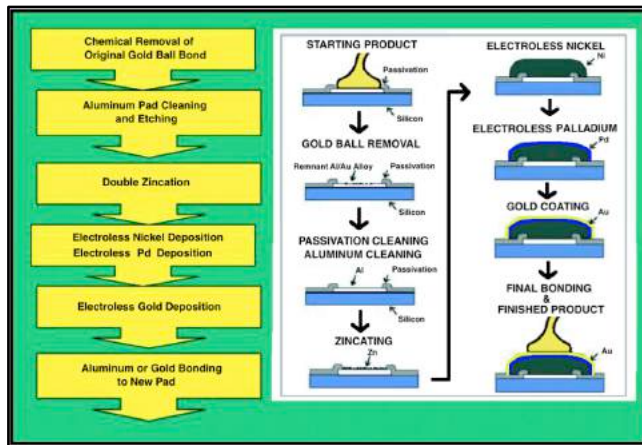 Chemical Removal of
Original Gold Ball Bond
Aluminum Pad Cleaning
and Etching
Double Zincation
Electroless Nickel Deposition
Electroless Pd Deposition
Electroless Gold Deposition
Aluminum or Gold Bonding
to New Pad
STARTING PRODUCT
Passivation
Silicon
GOLD BALL REMOVAL
Remnant Al/Au Alloy
Passivation
Silicon
PASSIVATION CLEANING
ALUMINUM CLEANING
Al
Passivation
Silicon
ZINCATING
Zn
ELECTROLESS NICKEL
Ni
ELECTROLESS PALLADIUM
Pd
GOLD COATING
Au
FINAL BONDING
&
FINISHED PRODUCT
Au